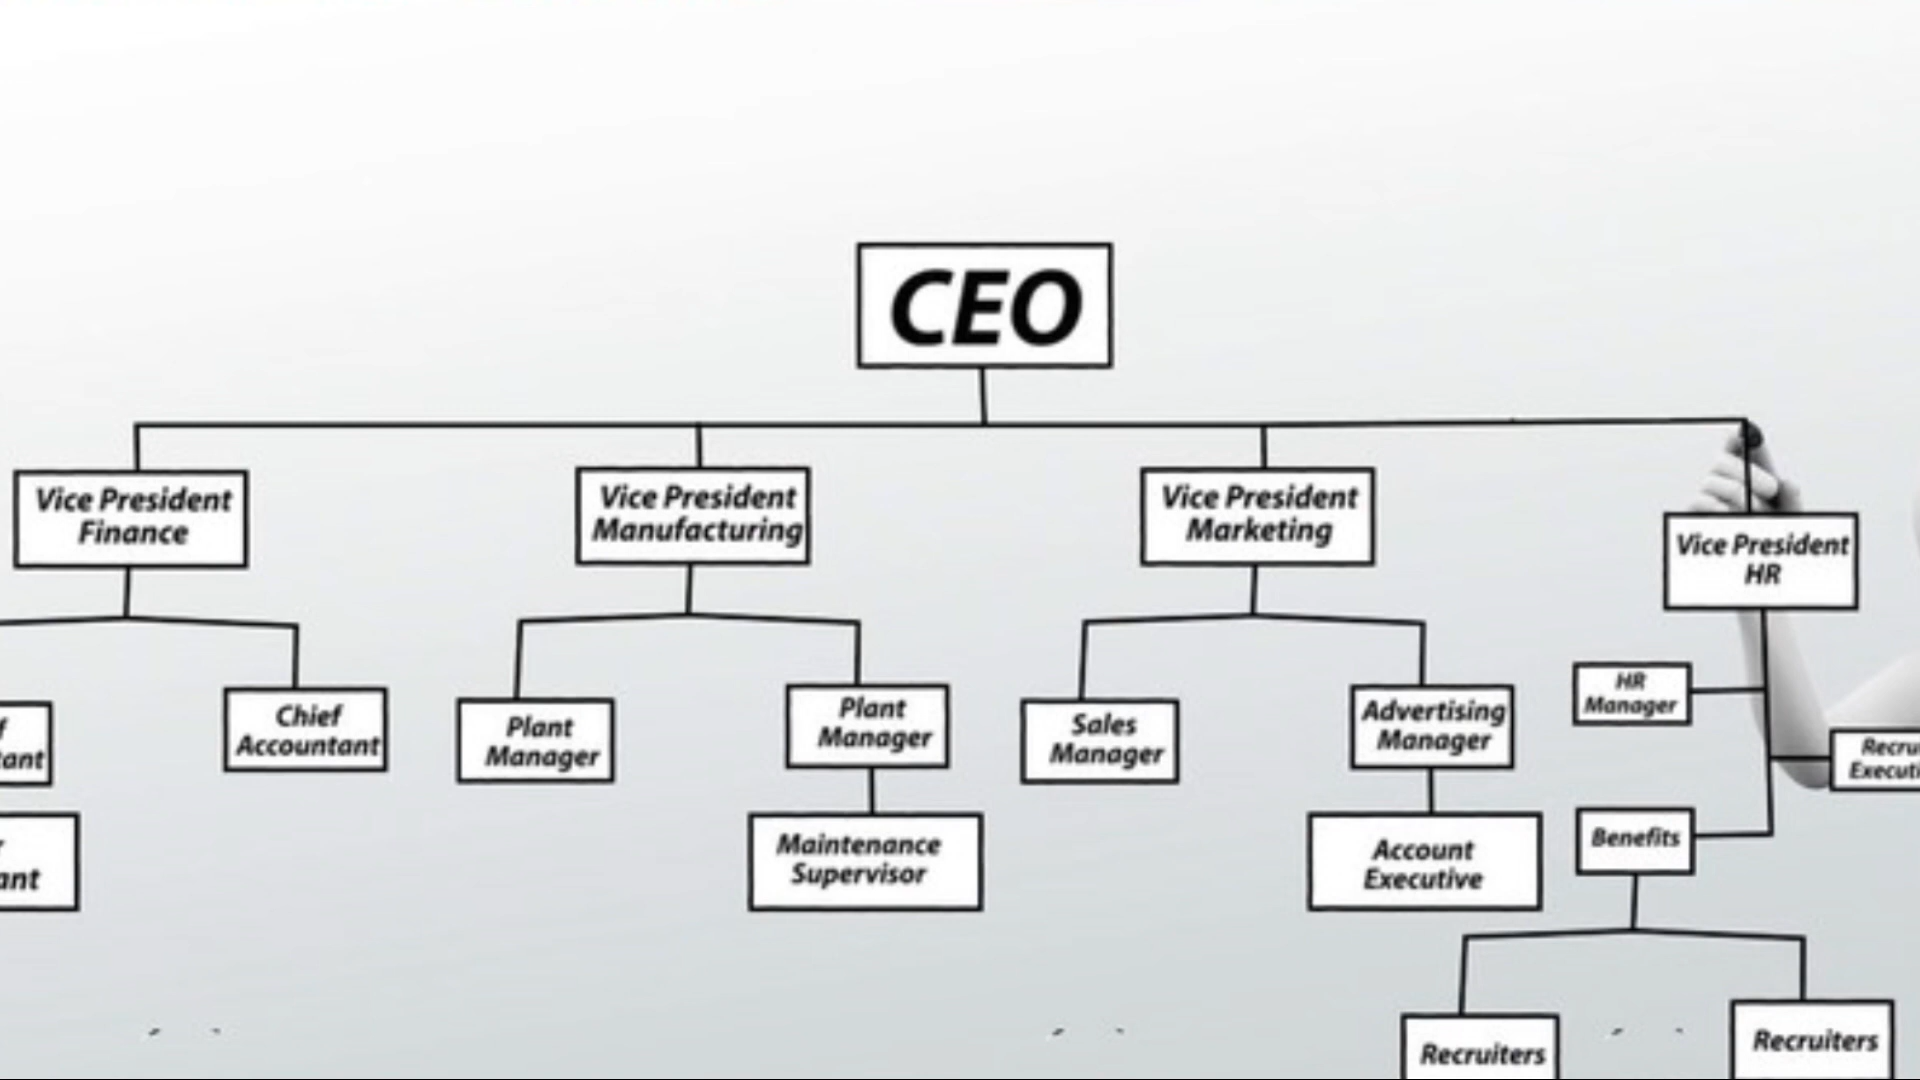 CEO
Vice President
Finance
Vice President
Manufacturing
Vice President
Marketing
Vice President
HR
Chief
Accountant
Plant
Manager
Plant
Manager
Sales
Manager
Advertising
Manager
HR
Manager
Maintenance
Supervisor
Account
Executive
Benefits
Recruiters
Recruiters